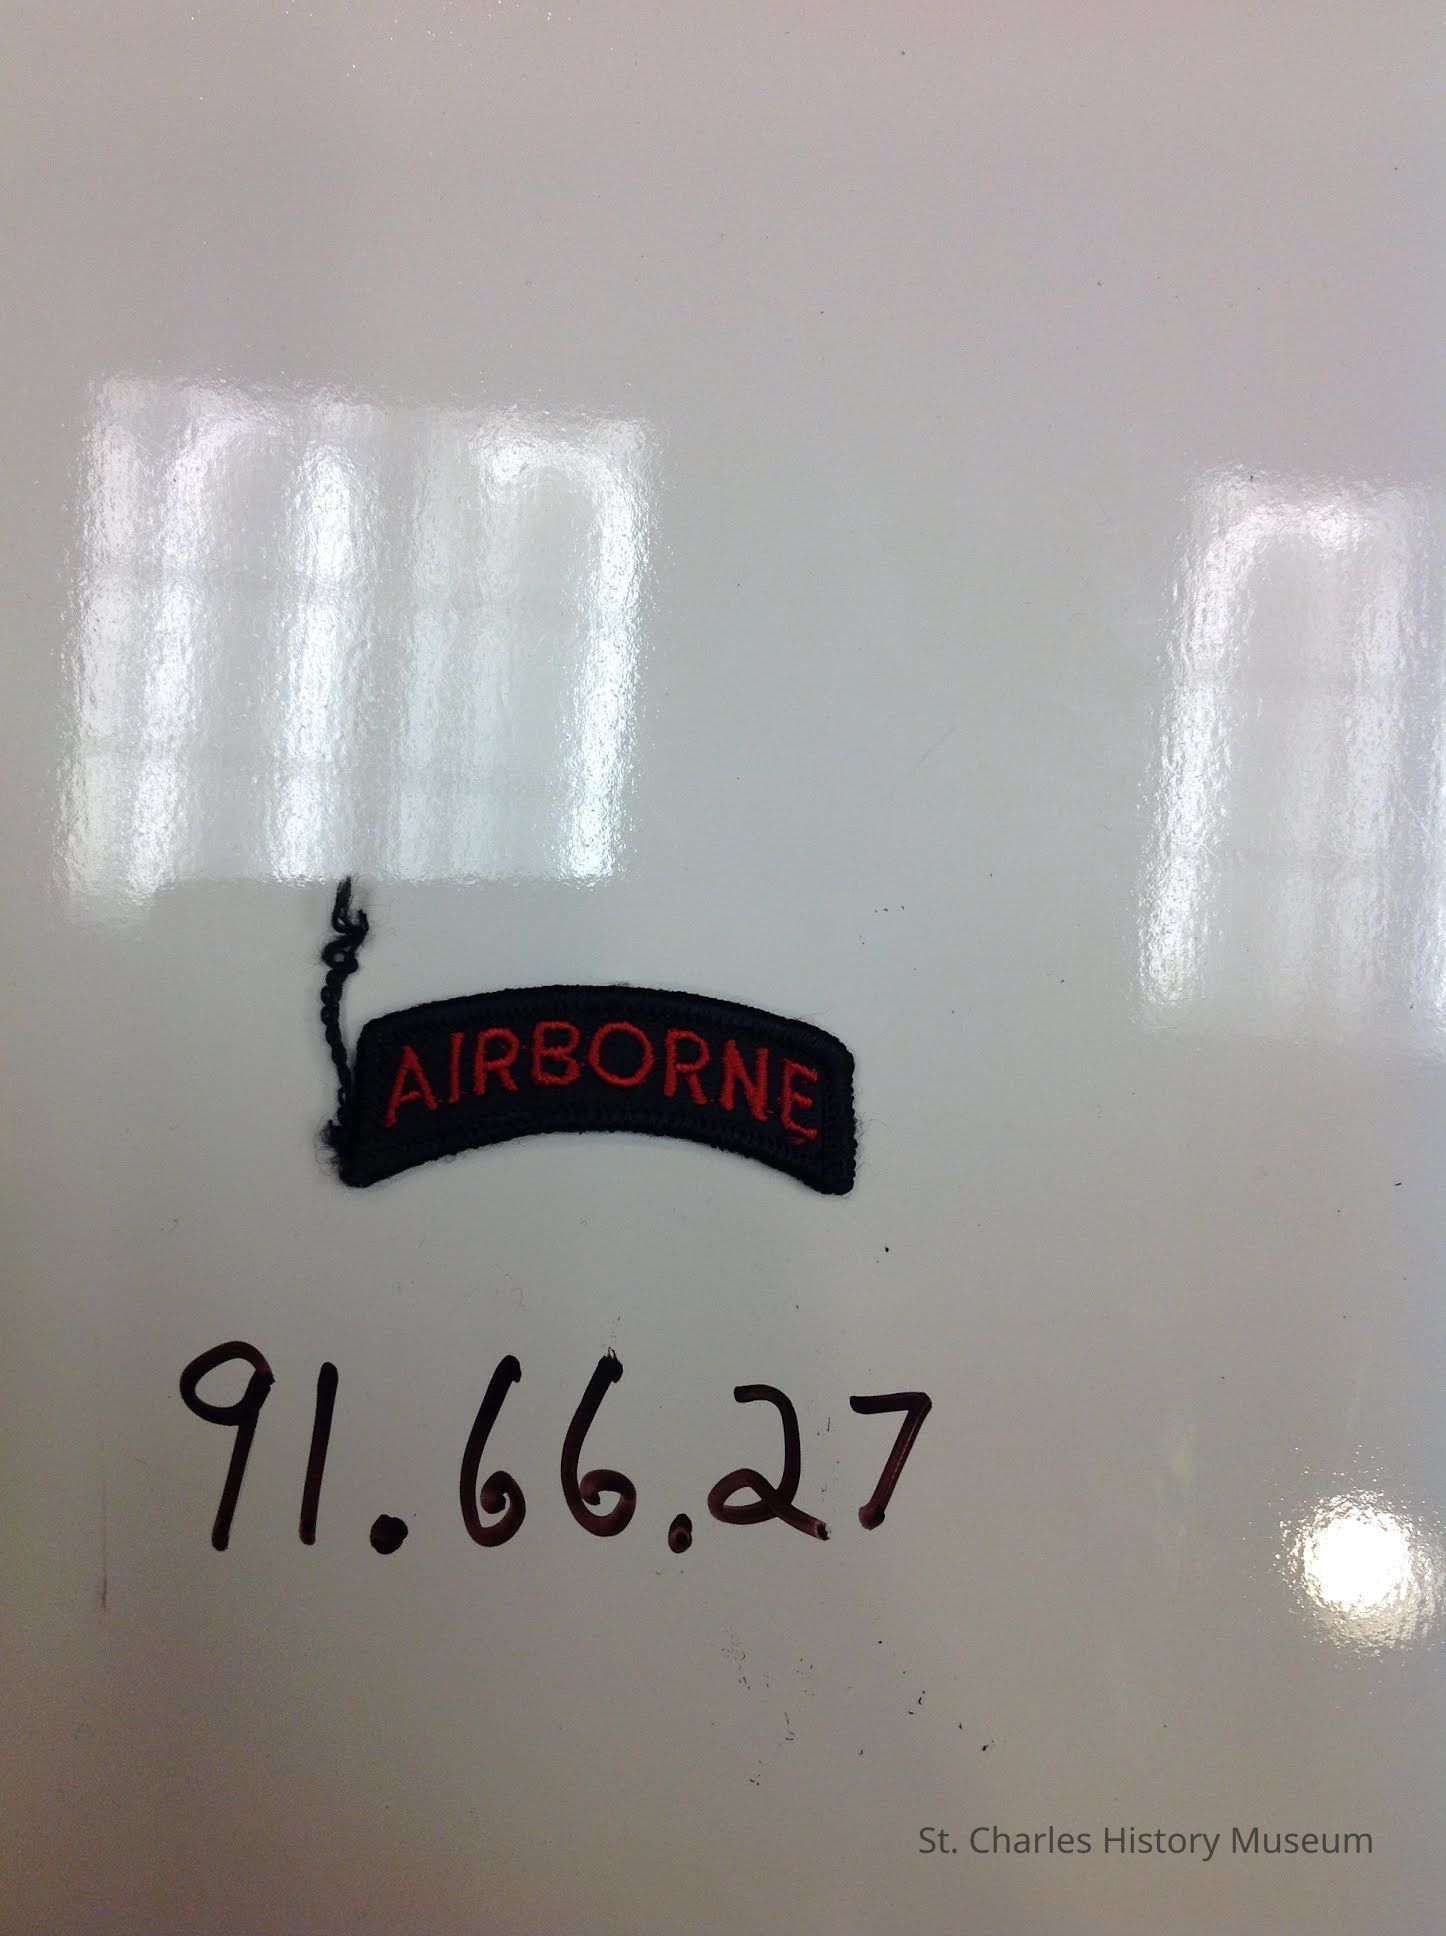 AIRBORNE
91.66.27
St. Charles History Museum